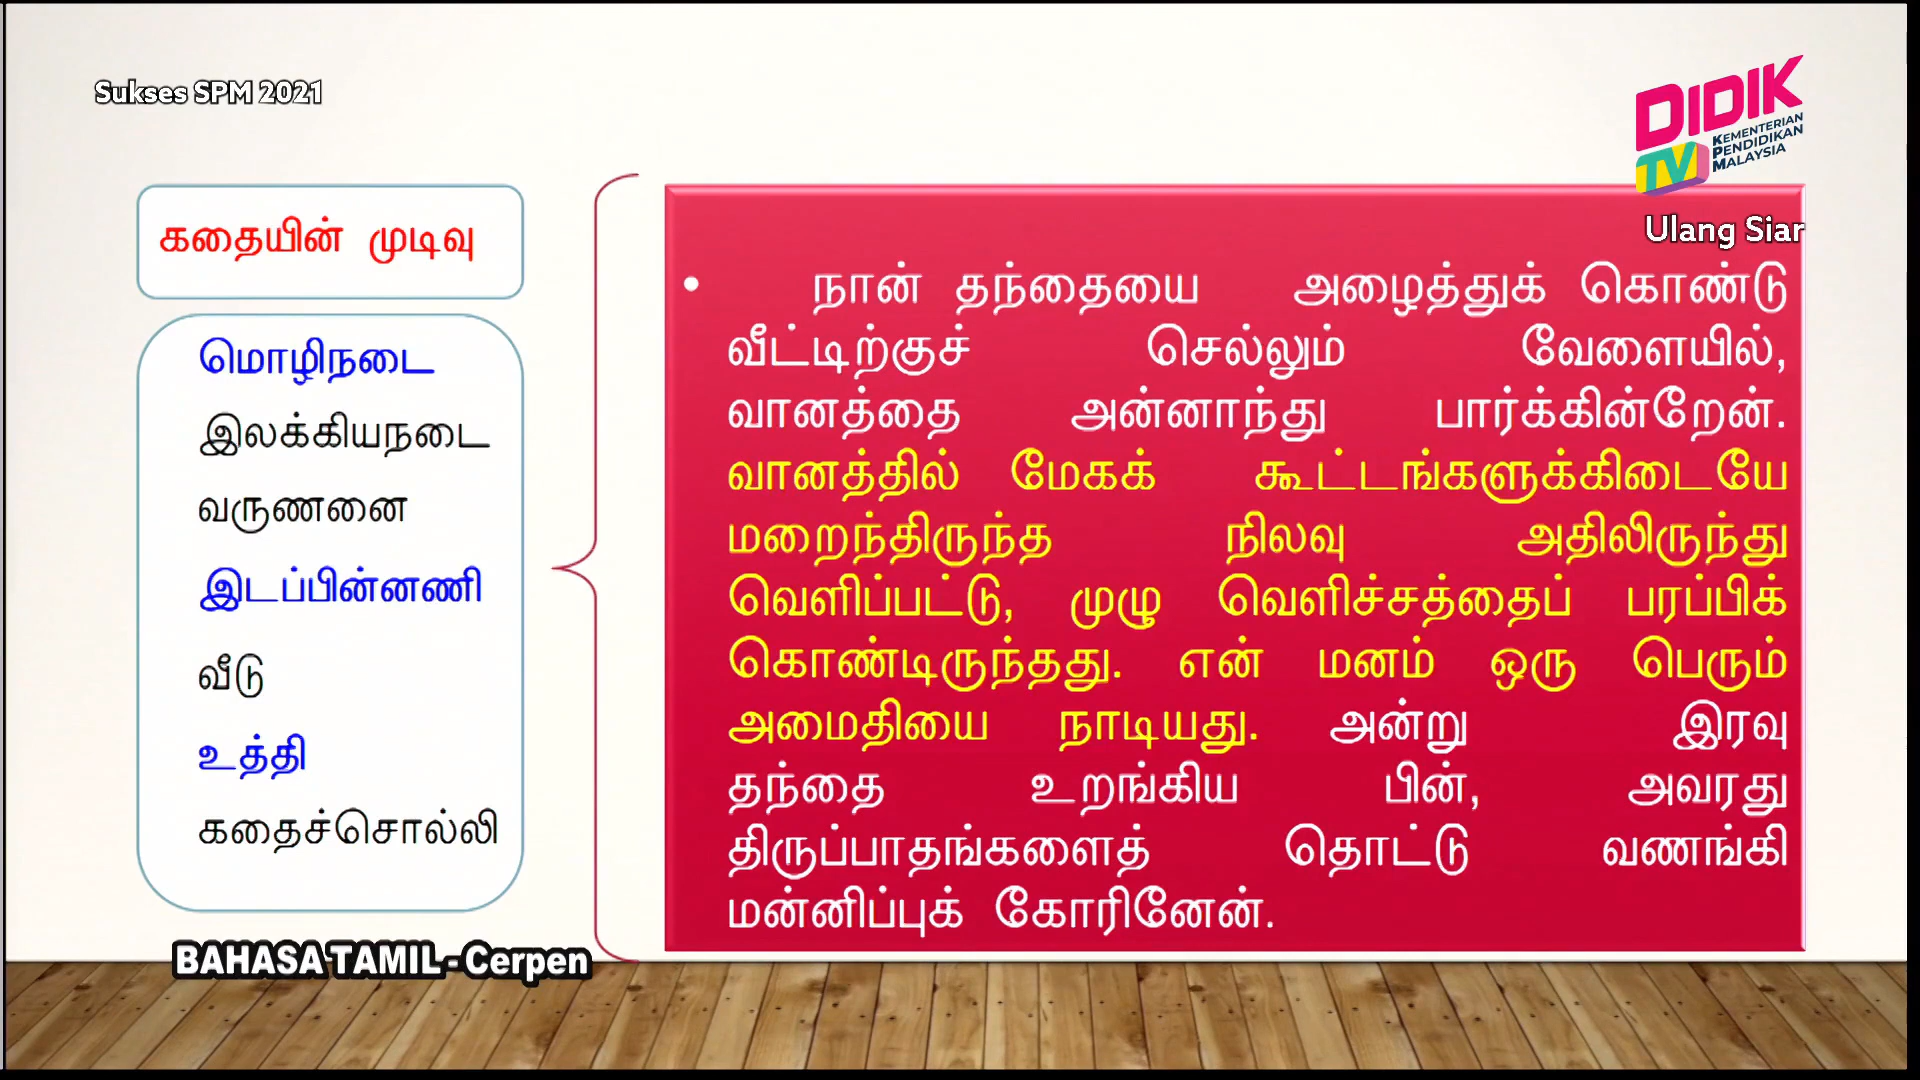 Sukses SPM 2021
DIDIK
TV
KEMENTERIAN
PENDIDIKAN
MALAYSIA
Ulang Siar
கதையின் முடிவு
மொழிநடை
இலக்கியநடை
வருணனை
இடப்பின்னணி
வீடு
உத்தி
கதைச்சொல்லி
• நான் தந்தையை அழைத்துக் கொண்டு
வீட்டிற்குச் செல்லும் வேளையில்,
வானத்தை அன்னாந்து பார்க்கின்றேன்.
வானத்தில் மேகக் கூட்டங்களுக்கிடையே
மறைந்திருந்த நிலவு அதிலிருந்து
வெளிப்பட்டு, முழு வெளிச்சத்தைப் பரப்பிக்
கொண்டிருந்தது. என் மனம் ஒரு பெரும்
அமைதியை நாடியது. அன்று இரவு
தந்தை உறங்கிய பின், அவரது
திருப்பாதங்களைத் தொட்டு வணங்கி
மன்னிப்புக் கோரினேன்.
BAHASA TAMIL - Cerpen